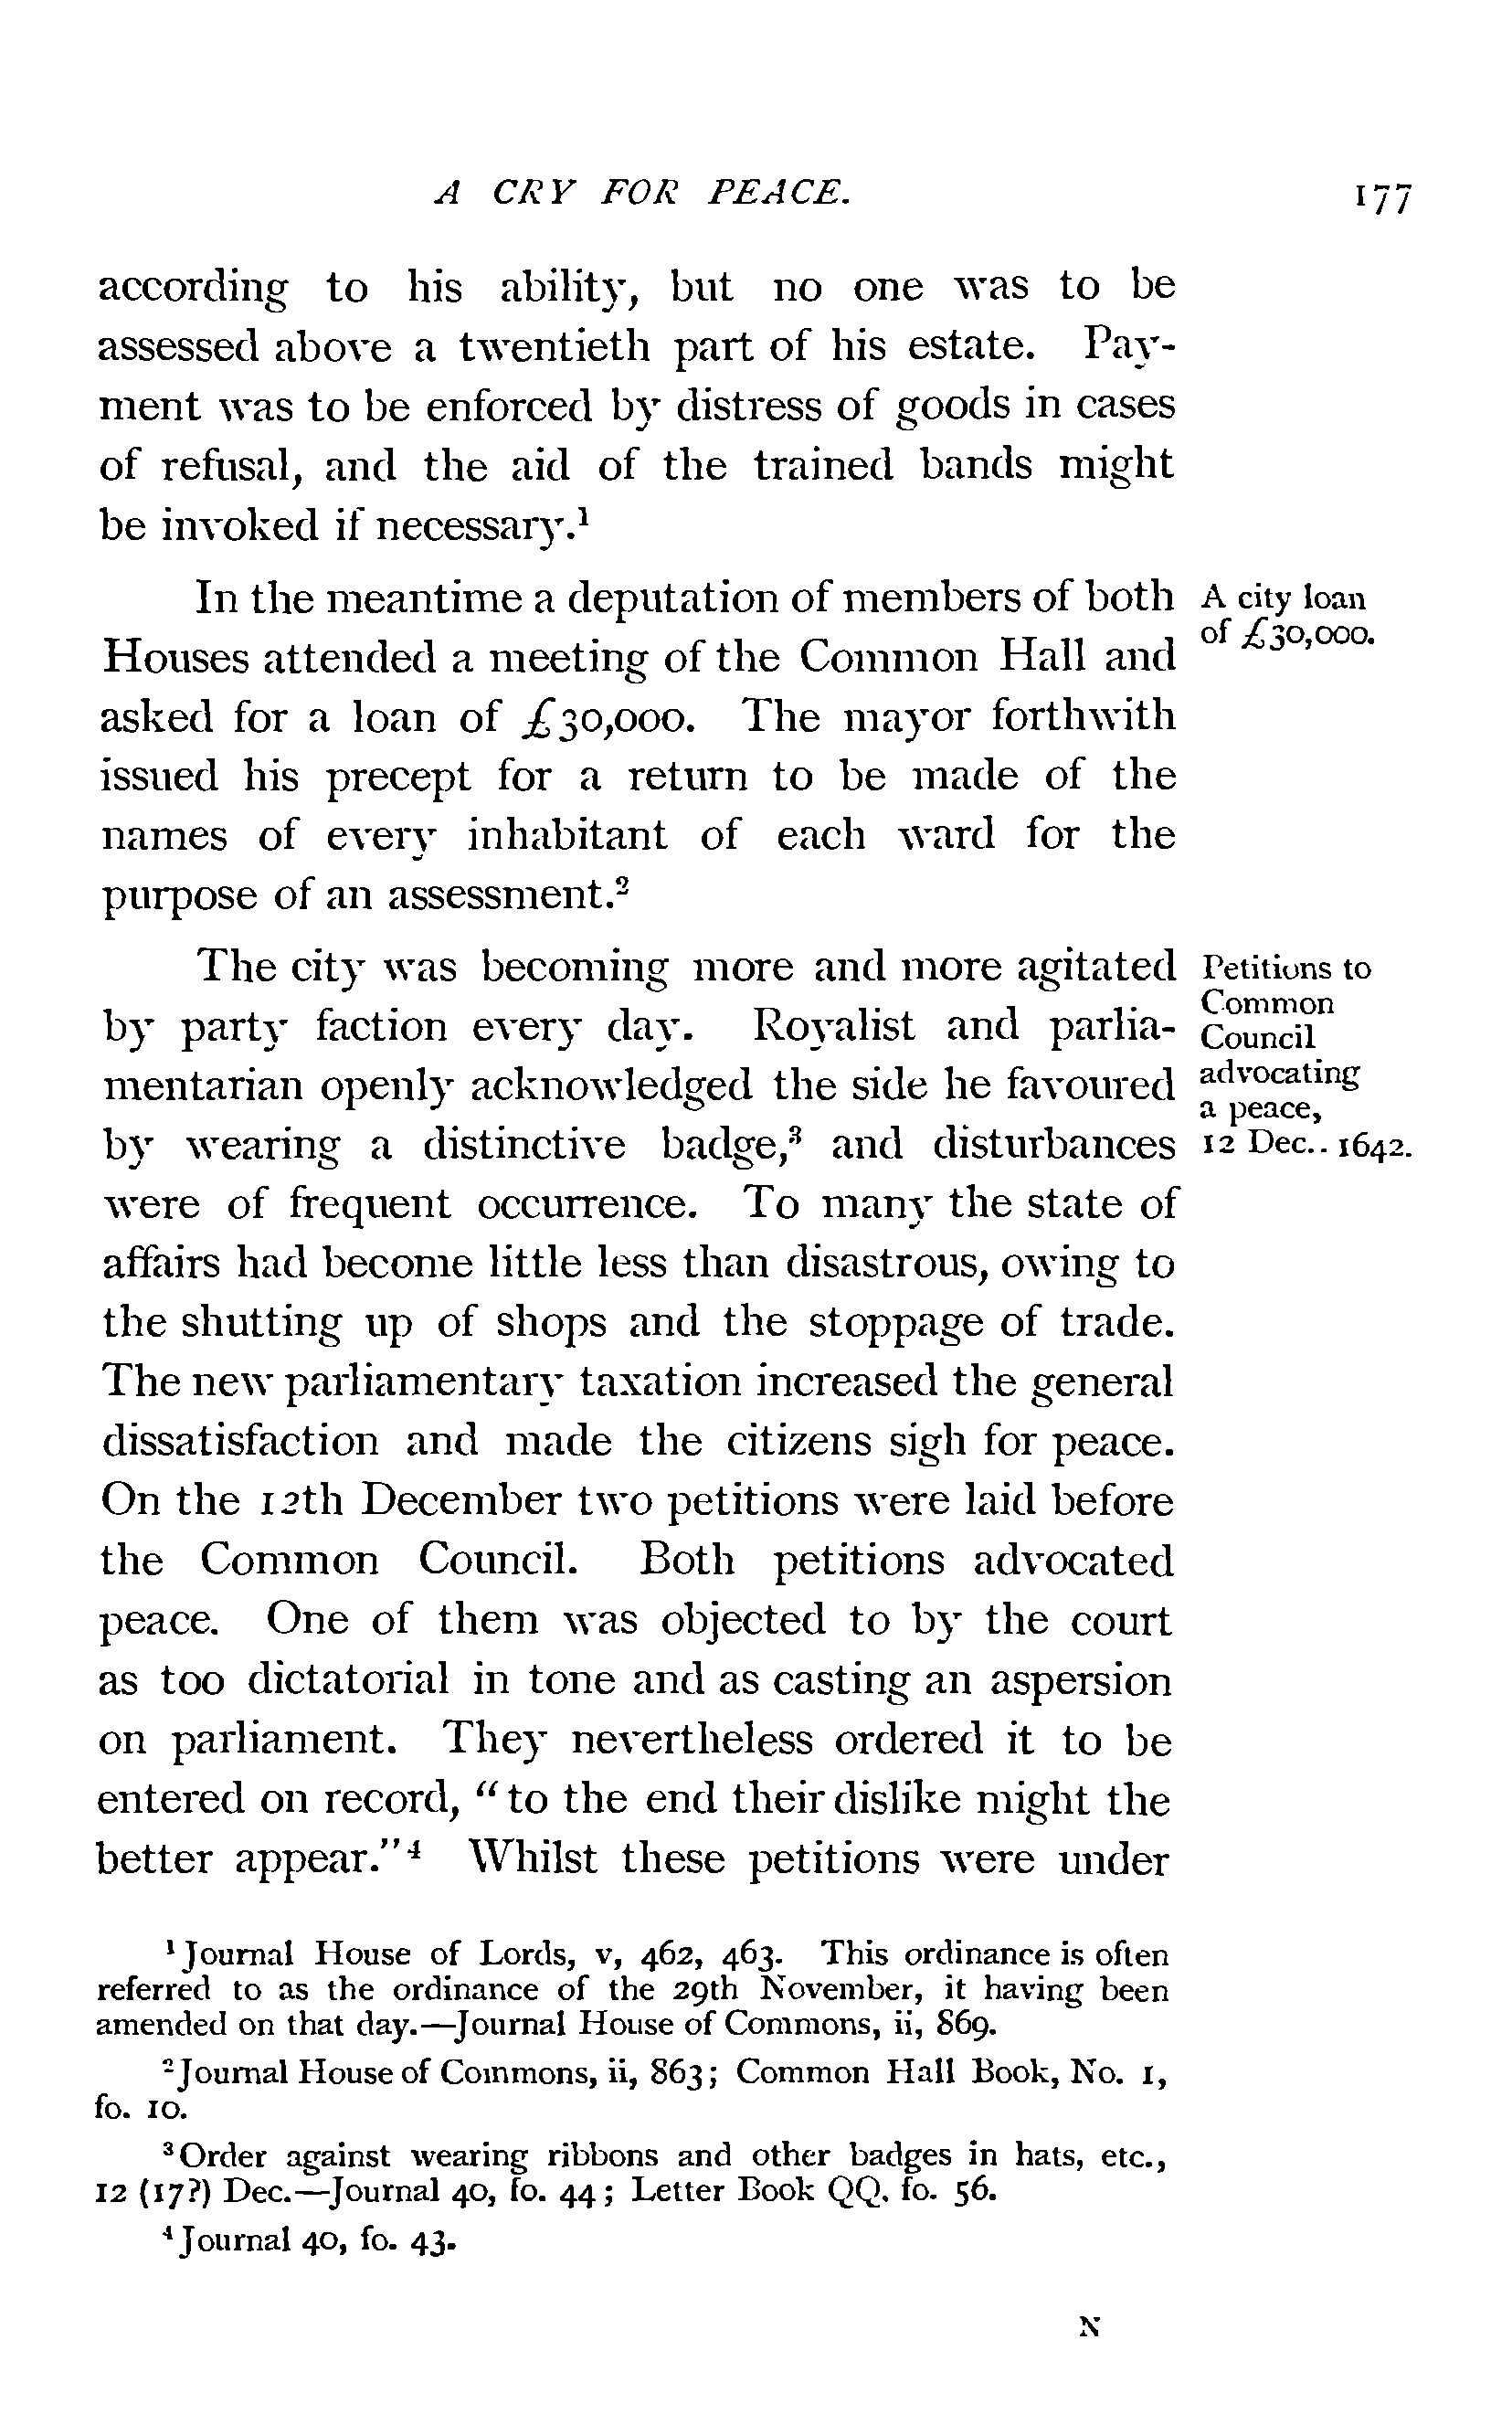 A CRY FOR PEACE. 177
according to his ability, but no one was to be
assessed above a twentieth part of his estate. Pay-
ment was to be enforced by distress of goods in cases
of refusal, and the aid of the trained bands might
be invoked if necessary.¹
In the meantime a deputation of members of both
Houses attended a meeting of the Common Hall and
asked for a loan of £30,000. The mayor forthwith
issued his precept for a return to be made of the
names of every inhabitant of each ward for the
purpose of an assessment.²
A city loan
of £30,000.
The city was becoming more and more agitated
by party faction every day. Royalist and parlia-
mentarian openly acknowledged the side he favoured
by wearing a distinctive badge,³ and disturbances
were of frequent occurrence. To many the state of
affairs had become little less than disastrous, owing to
the shutting up of shops and the stoppage of trade.
The new parliamentary taxation increased the general
dissatisfaction and made the citizens sigh for peace.
On the 12th December two petitions were laid before
the Common Council. Both petitions advocated
peace. One of them was objected to by the court
as too dictatorial in tone and as casting an aspersion
on parliament. They nevertheless ordered it to be
entered on record, "to the end their dislike might the
better appear."⁴ Whilst these petitions were under
Petitions to
Common
Council
advocating
a peace,
12 Dec.. 1642.
¹ Journal House of Lords, v, 462, 463. This ordinance is often
referred to as the ordinance of the 29th November, it having been
amended on that day.—Journal House of Commons, ii, 869.
² Journal House of Commons, ii, 863; Common Hall Book, No. 1,
fo. 10.
³ Order against wearing ribbons and other badges in hats, etc.,
12 (17?) Dec.—Journal 40, fo. 44; Letter Book QQ. fo. 56.
⁴ Journal 40, fo. 43.
N